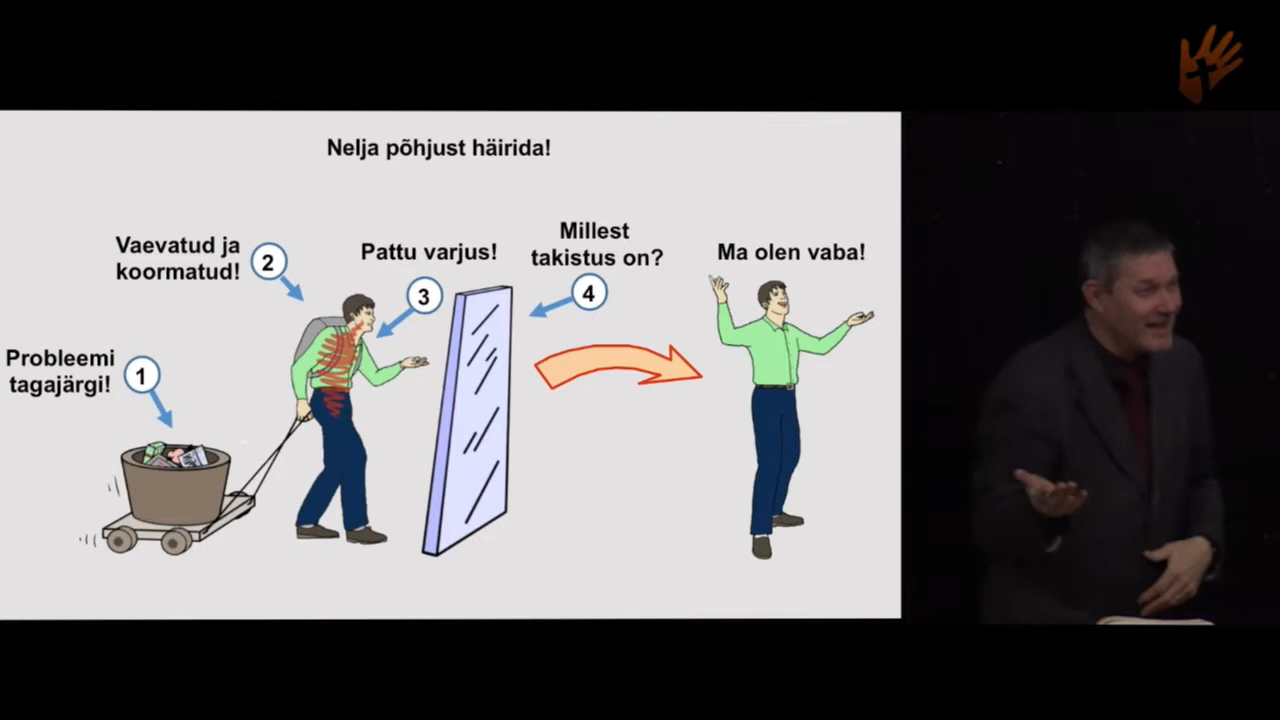 Nelja põhjust häirida!
Vaevatud ja
koormatud!
2
Pattu varjus!
3
Millest
takistus on?
4
Ma olen vaba!
Probleemi
tagajärgi!
1